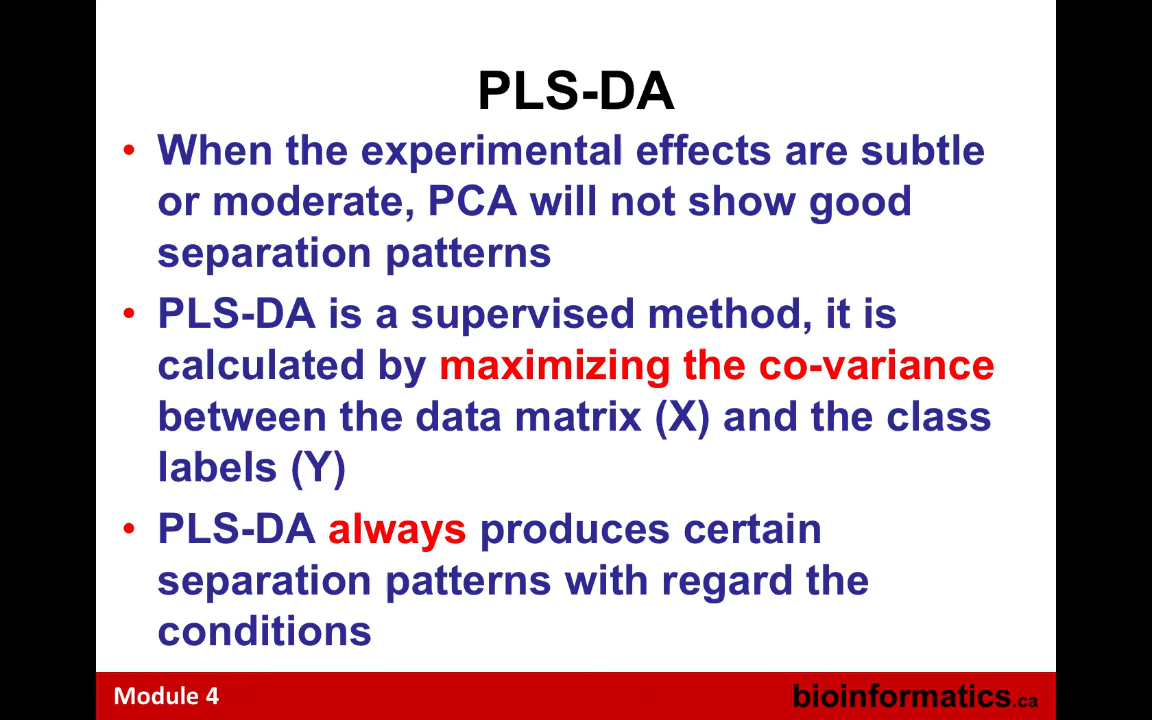 PLS-DA
• When the experimental effects are subtle
or moderate, PCA will not show good
separation patterns
• PLS-DA is a supervised method, it is
calculated by maximizing the co-variance
between the data matrix (X) and the class
labels (Y)
• PLS-DA always produces certain
separation patterns with regard the
conditions
Module 4
bioinformatics.ca